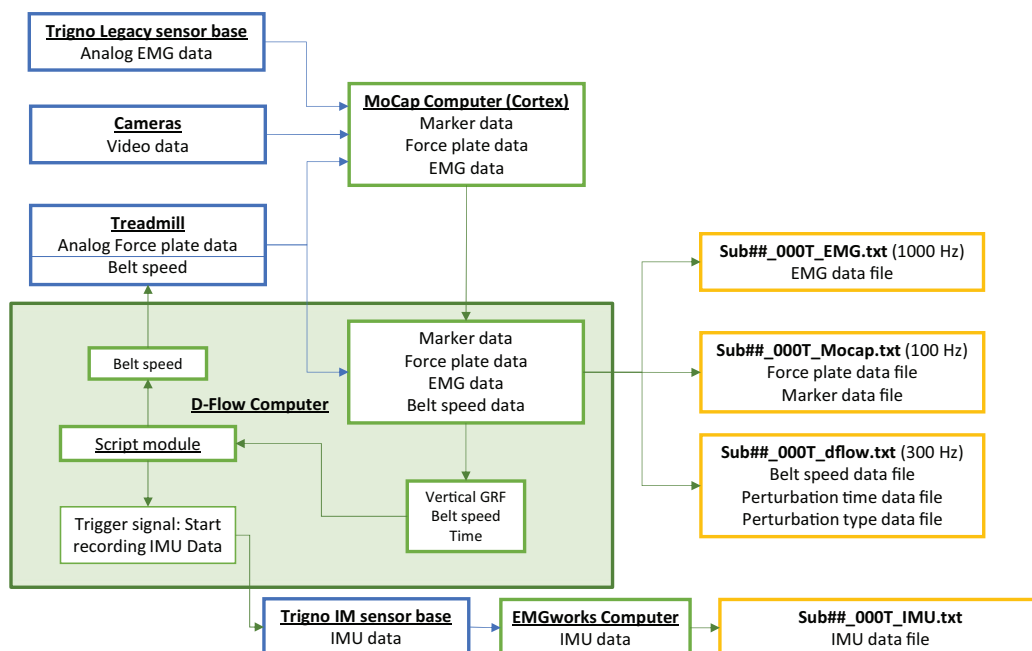 Trigno Legacy sensor base
Analog EMG data
MoCap Computer (Cortex)
Marker data
Force plate data
EMG data
Cameras
Video data
Treadmill
Analog Force plate data
Belt speed
Sub##_000T_EMG.txt (1000 Hz)
EMG data file
Marker data
Force plate data
EMG data
Belt speed data
Sub##_000T_Mocap.txt (100 Hz)
Force plate data file
Marker data file
Belt speed
D-Flow Computer
Script module
Sub##_000T_dflow.txt (300 Hz)
Belt speed data file
Perturbation time data file
Perturbation type data file
Vertical GRF
Belt speed
Time
Trigger signal: Start
recording IMU Data
Trigno IM sensor base
IMU data
EMGworks Computer
IMU data
Sub##_000T_IMU.txt
IMU data file